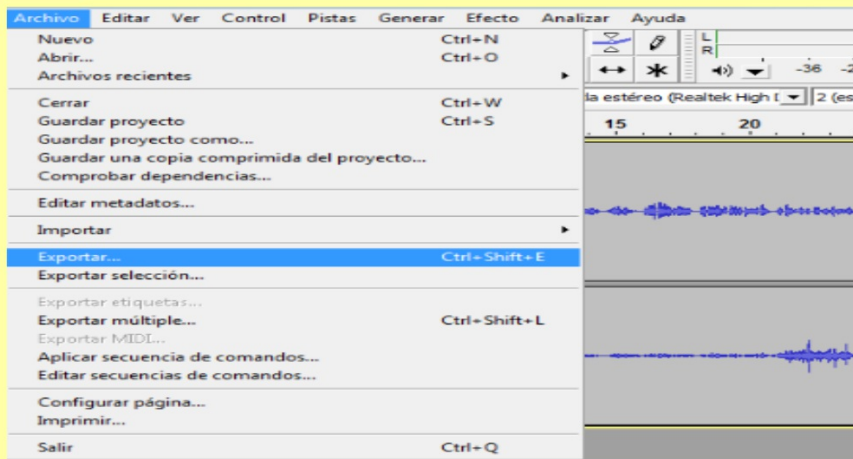 Archivo Editar Ver Control Pistas Generar Efecto Analizar Ayuda
Nuevo Ctrl+N
Abrir... Ctrl+O
Archivos recientes
Cerrar Ctrl+W
Guardar proyecto Ctrl+S
Guardar proyecto como...
Guardar una copia comprimida del proyecto...
Comprobar dependencias...
Editar metadatos...
Importar
Exportar... Ctrl+Shift+E
Exportar selección...
Exportar etiquetas...
Exportar múltiple... Ctrl+Shift+L
Exportar MIDI...
Aplicar secuencia de comandos...
Editar secuencias de comandos...
Configurar página...
Imprimir...
Salir Ctrl+Q
L
R
-36 -2
la estéreo (Realtek High D 2 (es
15 20